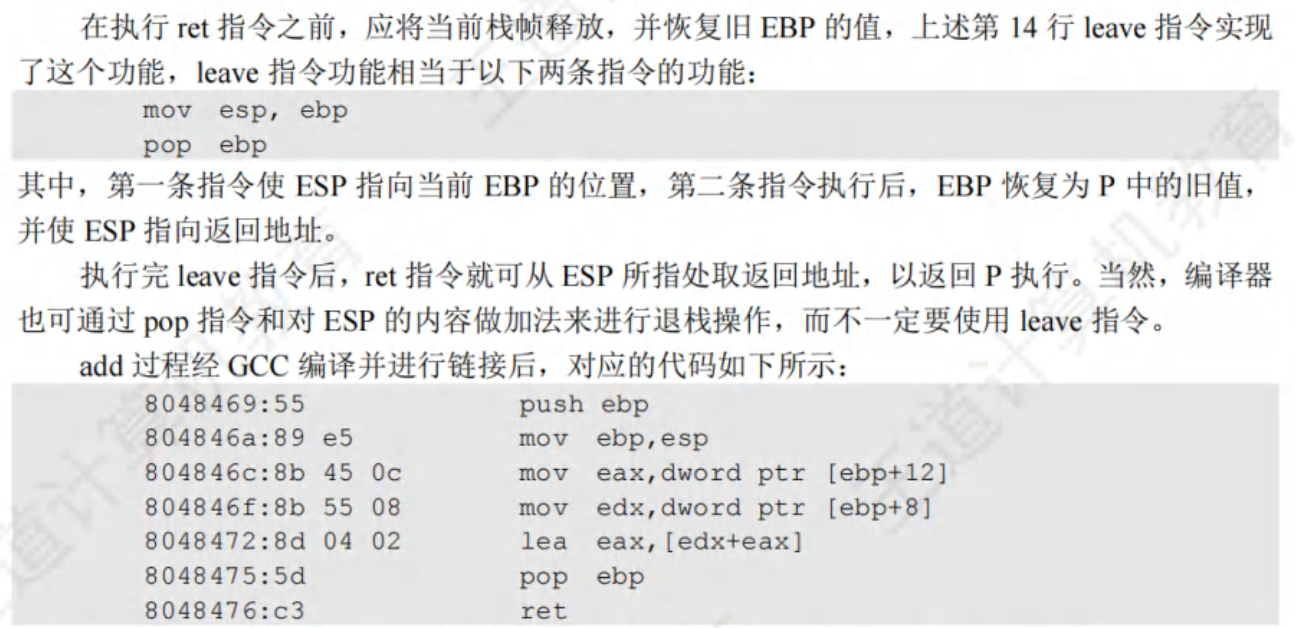 在执行 ret 指令之前，应将当前栈帧释放，并恢复旧 EBP 的值，上述第 14 行 leave 指令实现
了这个功能，leave 指令功能相当于以下两条指令的功能：
mov esp, ebp
pop ebp
其中，第一条指令使 ESP 指向当前 EBP 的位置，第二条指令执行后，EBP 恢复为 P 中的旧值，
并使 ESP 指向返回地址。
执行完 leave 指令后，ret 指令就可从 ESP 所指处取返回地址，以返回 P 执行。当然，编译器
也可通过 pop 指令和对 ESP 的内容做加法来进行退栈操作，而不一定要使用 leave 指令。
add 过程经 GCC 编译并进行链接后，对应的代码如下所示：
8048469:55 push ebp
804846a:89 e5 mov ebp,esp
804846c:8b 45 0c mov eax,dword ptr [ebp+12]
804846f:8b 55 08 mov edx,dword ptr [ebp+8]
8048472:8d 04 02 lea eax,[edx+eax]
8048475:5d pop ebp
8048476:c3 ret